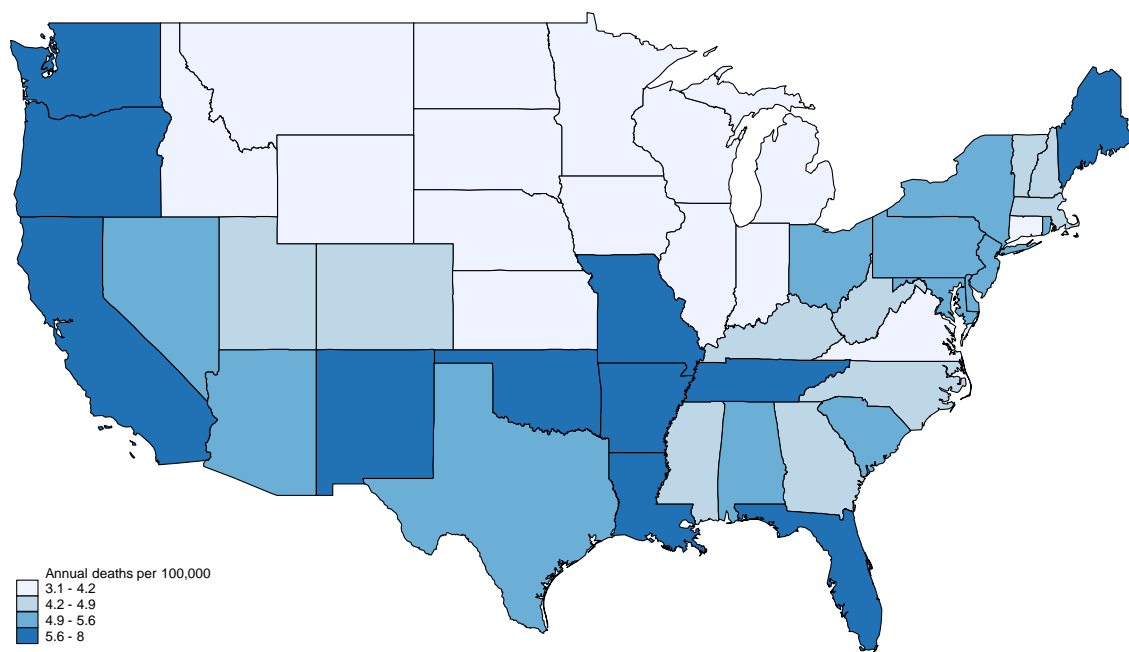 Annual deaths per 100,000
3.1 - 4.2
4.2 - 4.9
4.9 - 5.6
5.6 - 8